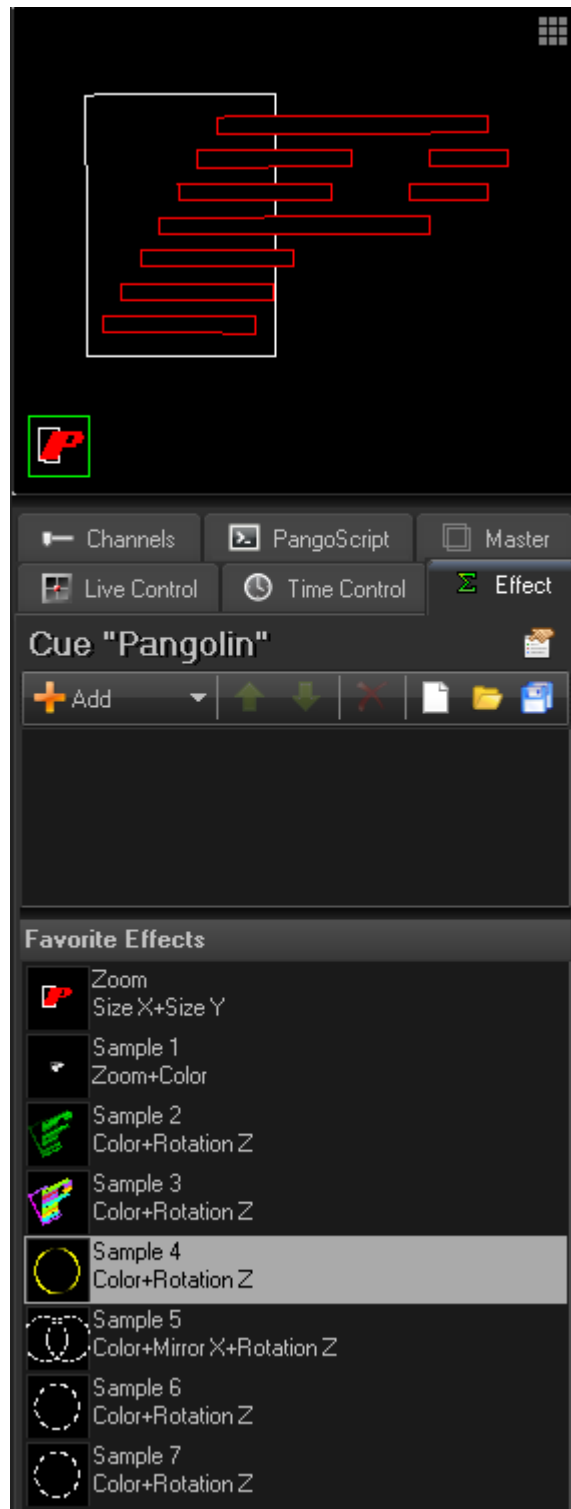 Channels
PangoScript
Master
Live Control
Time Control
Effect
Cue "Pangolin"
Add
Favorite Effects
Zoom
Size X+Size Y
Sample 1
Zoom+Color
Sample 2
Color+Rotation Z
Sample 3
Color+Rotation Z
Sample 4
Color+Rotation Z
Sample 5
Color+Mirror X+Rotation Z
Sample 6
Color+Rotation Z
Sample 7
Color+Rotation Z